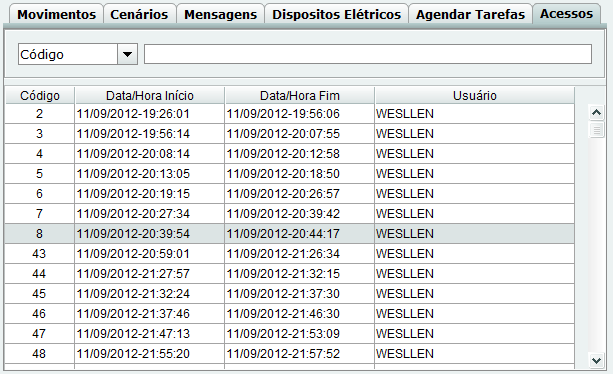 Movimentos Cenários Mensagens Dispositos Elétricos Agendar Tarefas Acessos
Código
Código Data/Hora Início Data/Hora Fim Usuário
2 11/09/2012-19:26:01 11/09/2012-19:56:06 WESLLEN
3 11/09/2012-19:56:14 11/09/2012-20:07:55 WESLLEN
4 11/09/2012-20:08:14 11/09/2012-20:12:58 WESLLEN
5 11/09/2012-20:13:05 11/09/2012-20:18:50 WESLLEN
6 11/09/2012-20:19:15 11/09/2012-20:26:57 WESLLEN
7 11/09/2012-20:27:34 11/09/2012-20:39:42 WESLLEN
8 11/09/2012-20:39:54 11/09/2012-20:44:17 WESLLEN
43 11/09/2012-20:59:01 11/09/2012-21:26:34 WESLLEN
44 11/09/2012-21:27:57 11/09/2012-21:32:15 WESLLEN
45 11/09/2012-21:32:24 11/09/2012-21:37:30 WESLLEN
46 11/09/2012-21:37:46 11/09/2012-21:46:30 WESLLEN
47 11/09/2012-21:47:13 11/09/2012-21:53:09 WESLLEN
48 11/09/2012-21:55:20 11/09/2012-21:57:52 WESLLEN